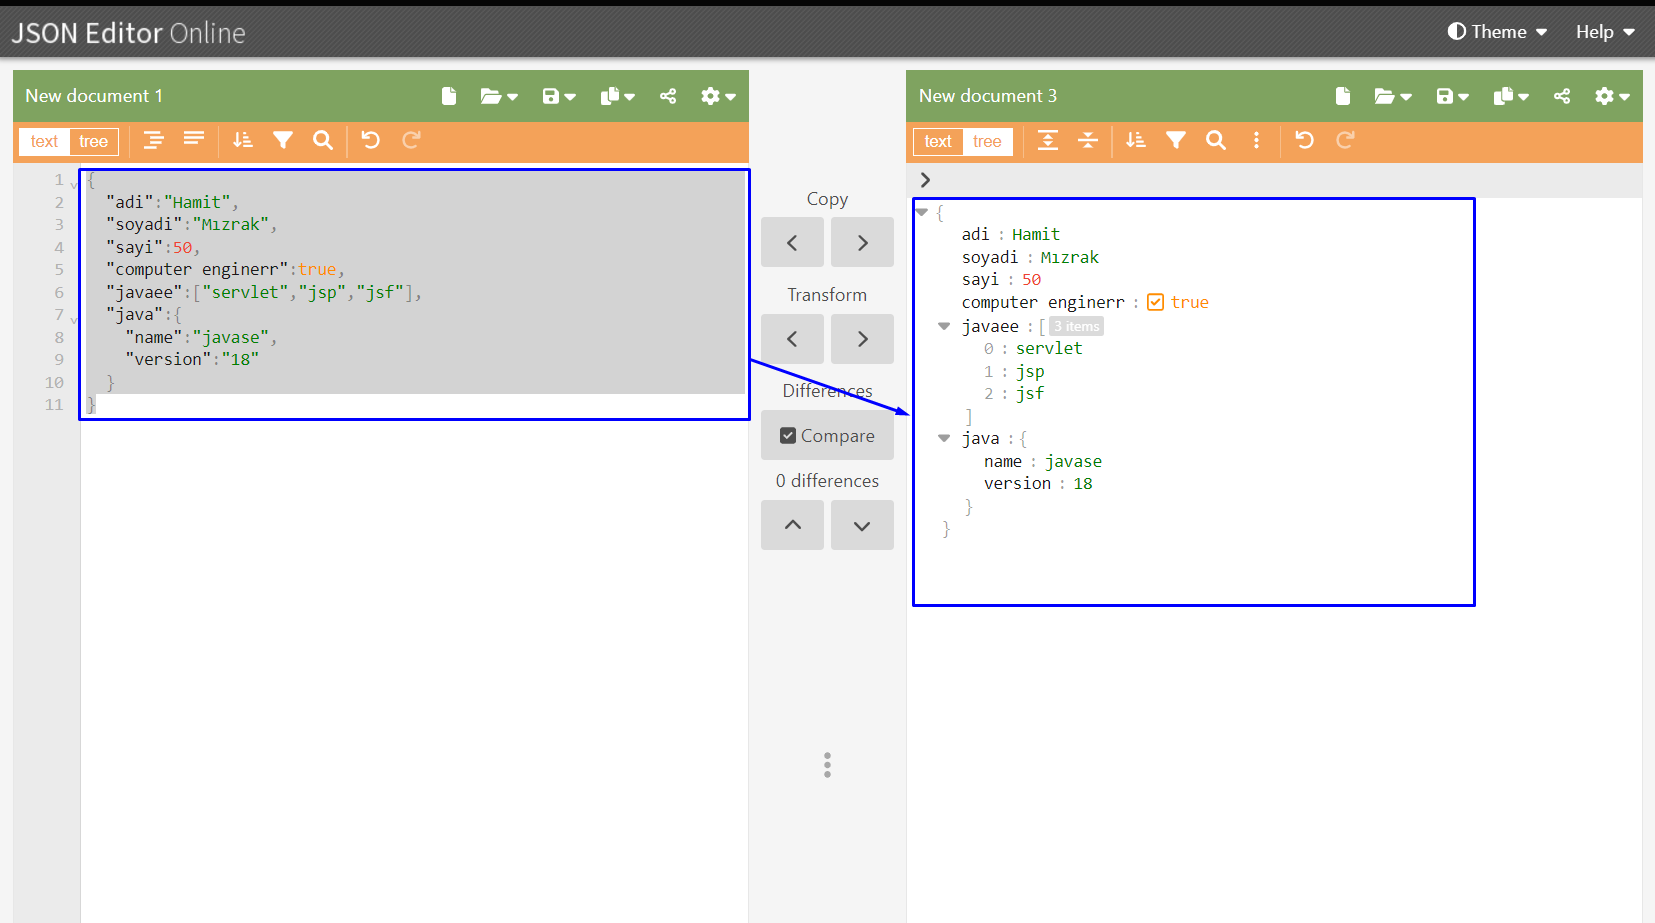 JSON Editor Online
Theme
Help
New document 1
text tree
1 {
2 "adi":"Hamit",
3 "soyadi":"Mızrak",
4 "sayi":50,
5 "computer enginerr":true,
6 "javaee":["servlet","jsp","jsf"],
7 "java":{
8 "name":"javase",
9 "version":"18"
10 }
11 }
Copy
Transform
Differences
Compare
0 differences
New document 3
text tree
{
adi : Hamit
soyadi : Mızrak
sayi : 50
computer enginerr : true
javaee : [ 3 items
0 : servlet
1 : jsp
2 : jsf
]
java : {
name : javase
version : 18
}
}